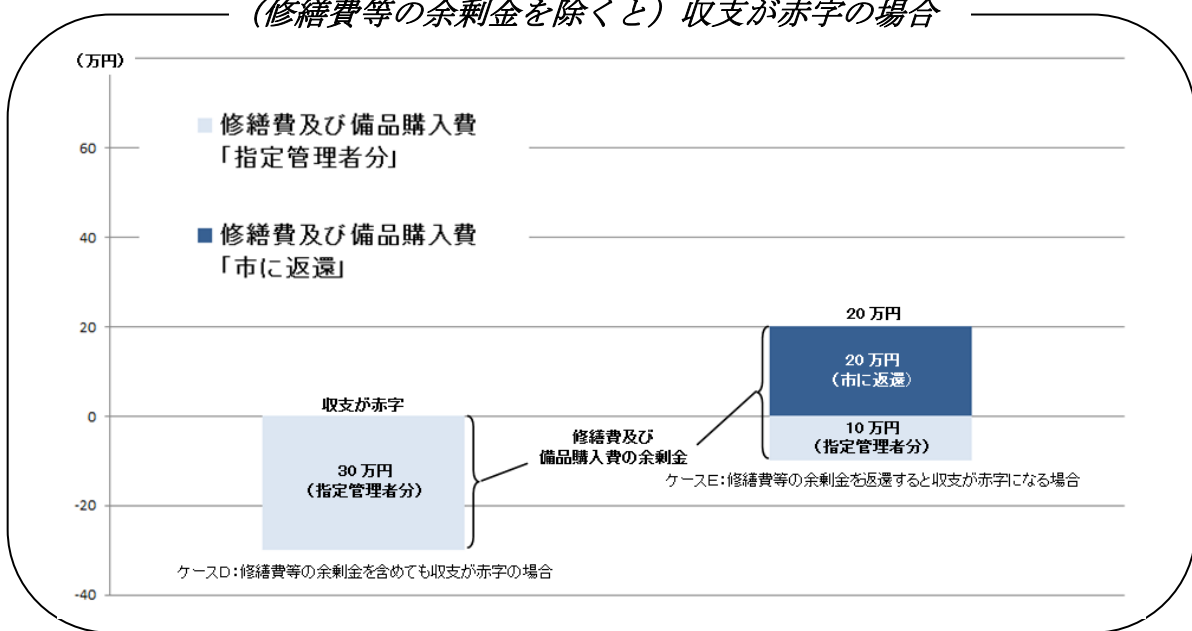 （修繕費等の余剰金を除くと）収支が赤字の場合
（万円）
修繕費及び備品購入費
「指定管理者分」
60
40
修繕費及び備品購入費
「市に返還」
20
20 万円
20 万円
（市に返還）
0
収支が赤字
10 万円
（指定管理者分）
修繕費及び
備品購入費の余剰金
30 万円
（指定管理者分）
ケースE：修繕費等の余剰金を返還すると収支が赤字になる場合
-20
ケースD：修繕費等の余剰金を含めても収支が赤字の場合
-40